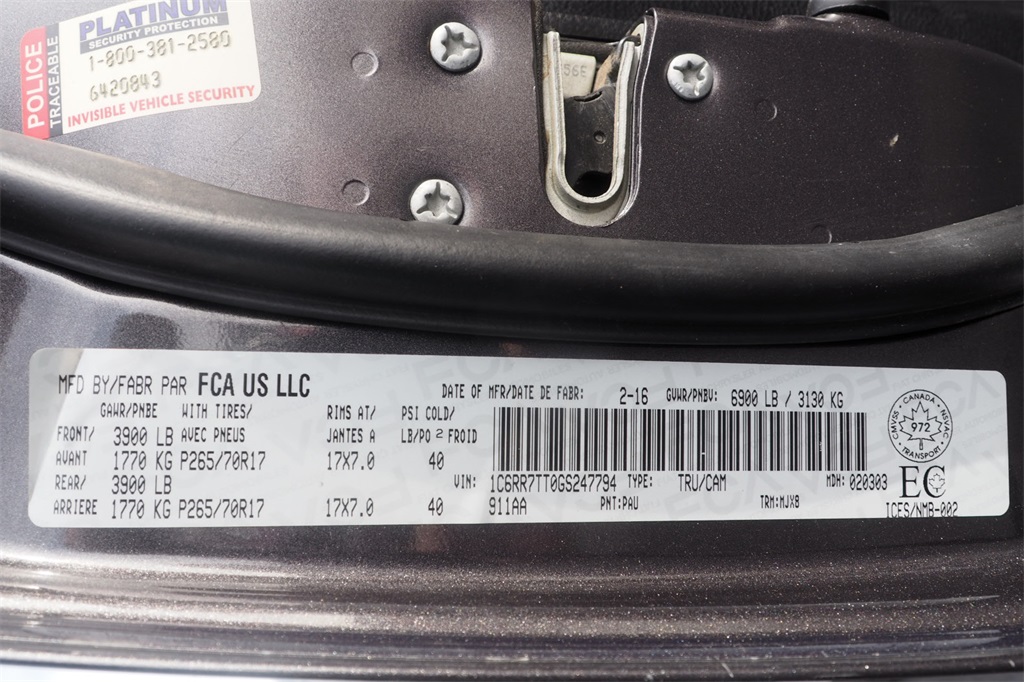 PLATINUM
SECURITY PROTECTION
1-800-381-2580
6420843
INVISIBLE VEHICLE SECURITY
POLICE
TRACEABLE
56E
MFD BY/FABR PAR FCA US LLC
DATE OF MFR/DATE DE FABR: 2-16 GVWR/PNBV: 6900 LB / 3130 KG
GAWR/PNBE WITH TIRES/ RIMS AT/ PSI COLD/
FRONT/ 3900 LB AVEC PNEUS JANTES A LB/PO² FROID
AVANT 1770 KG P265/70R17 17X7.0 40
REAR/ 3900 LB
ARRIERE 1770 KG P265/70R17 17X7.0 40
VIN: 1C6RR7TT0GS247794 TYPE: TRU/CAM MDH: 020303
911AA PNT:PAU TRM:MJX8
CANADA
CMVSS NSVAC
972
TRANSPORT
EC
ICES/NMB-002